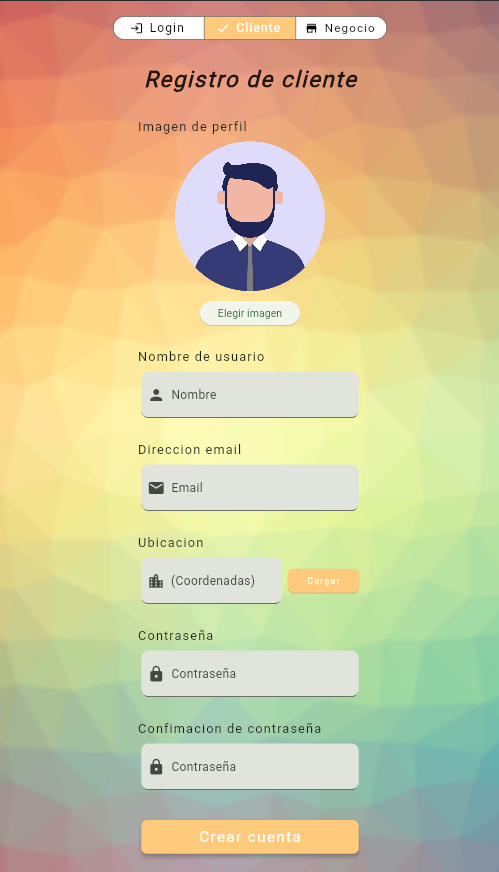 Login Cliente Negocio
Registro de cliente
Imagen de perfil
Elegir imagen
Nombre de usuario
Nombre
Direccion email
Email
Ubicacion
(Coordenadas) Cargar
Contraseña
Contraseña
Confimacion de contraseña
Contraseña
Crear cuenta